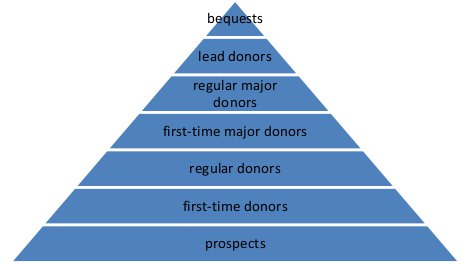 bequests
lead donors
regular major
donors
first-time major donors
regular donors
first-time donors
prospects